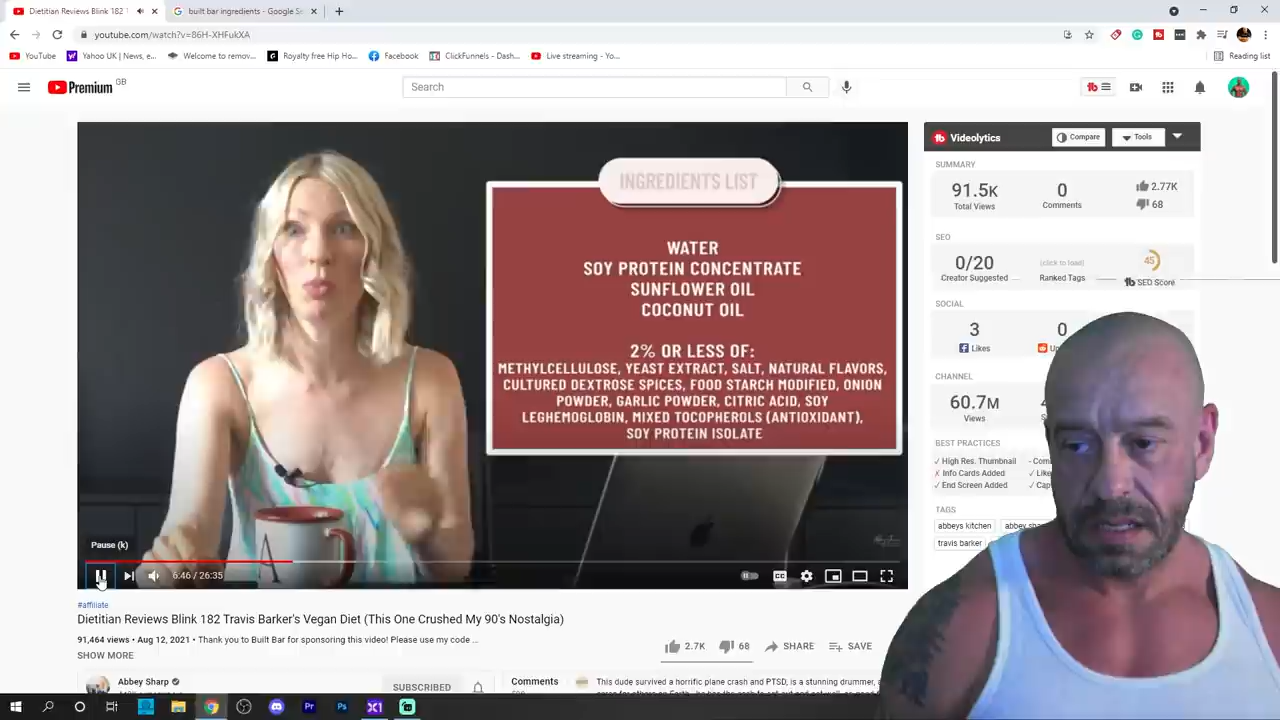 Dietitian Reviews Blink 182 T
built bar ingredients - Google Se
youtube.com/watch?v=86H-XHFukXA
YouTube
Yahoo UK | News, e...
Welcome to remov...
Royalty free Hip Ho...
Facebook
ClickFunnels - Dash...
Live streaming - Yo...
Reading list
Premium GB
Search
Videolytics
Compare
Tools
INGREDIENTS LIST
WATER
SOY PROTEIN CONCENTRATE
SUNFLOWER OIL
COCONUT OIL
2% OR LESS OF:
METHYLCELLULOSE, YEAST EXTRACT, SALT, NATURAL FLAVORS,
CULTURED DEXTROSE SPICES, FOOD STARCH MODIFIED, ONION
POWDER, GARLIC POWDER, CITRIC ACID, SOY
LEGHEMOGLOBIN, MIXED TOCOPHEROLS (ANTIOXIDANT),
SOY PROTEIN ISOLATE
A
SUMMARY
91.5K
0
2.77K
Total Views
Comments
68
SEO
0/20
(click to load)
45
Creator Suggested
Ranked Tags
SEO Score
SOCIAL
3
0
Likes
CHANNEL
60.7M
Views
BEST PRACTICES
✓ High Res. Thumbnail
X Info Cards Added
✓ End Screen Added
TAGS
abbeys kitchen
travis barker
Pause (k)
6:46 / 26:35
CC
#affiliate
Dietitian Reviews Blink 182 Travis Barker's Vegan Diet (This One Crushed My 90's Nostalgia)
91,464 views • Aug 12, 2021 • Thank you to Built Bar for sponsoring this video! Please use my code ...
2.7K
68
SHARE
SAVE
SHOW MORE
Abbey Sharp
SUBSCRIBED
Comments
This dude survived a horrific plane crash and PTSD, is a stunning drummer,